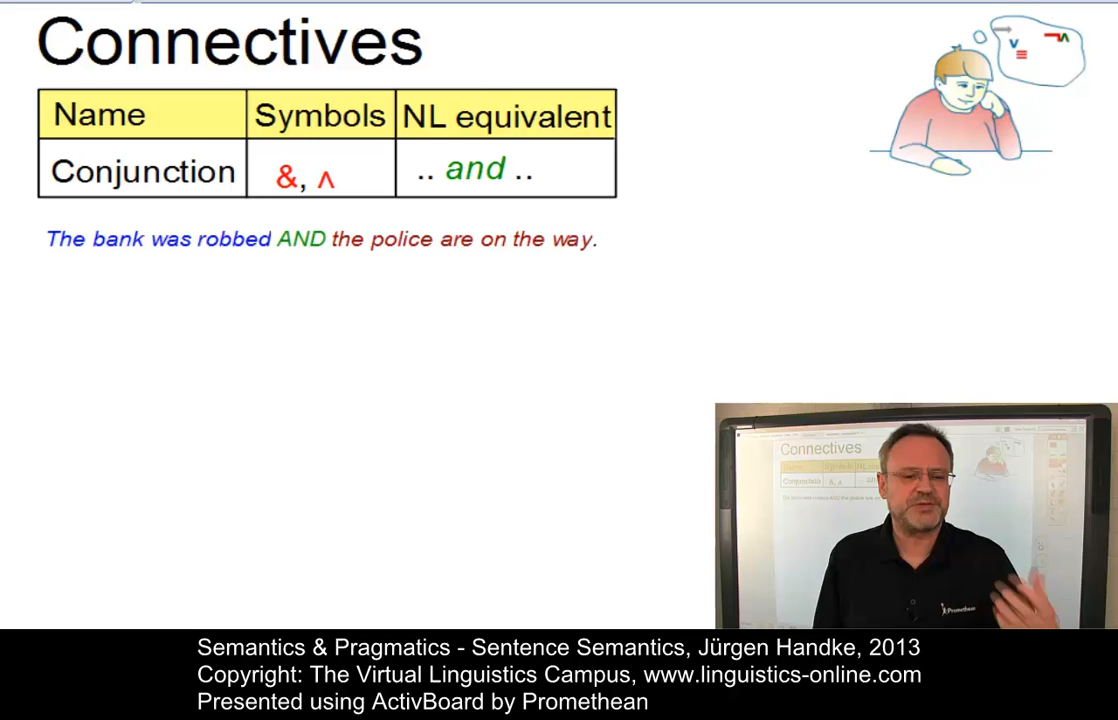 Connectives
Name Symbols NL equivalent
Conjunction &, ∧ .. and ..
The bank was robbed AND the police are on the way.
v ¬∧
≡
Connectives
Conjunction
Promethean
Semantics & Pragmatics - Sentence Semantics, Jürgen Handke, 2013
Copyright: The Virtual Linguistics Campus, www.linguistics-online.com
Presented using ActivBoard by Promethean